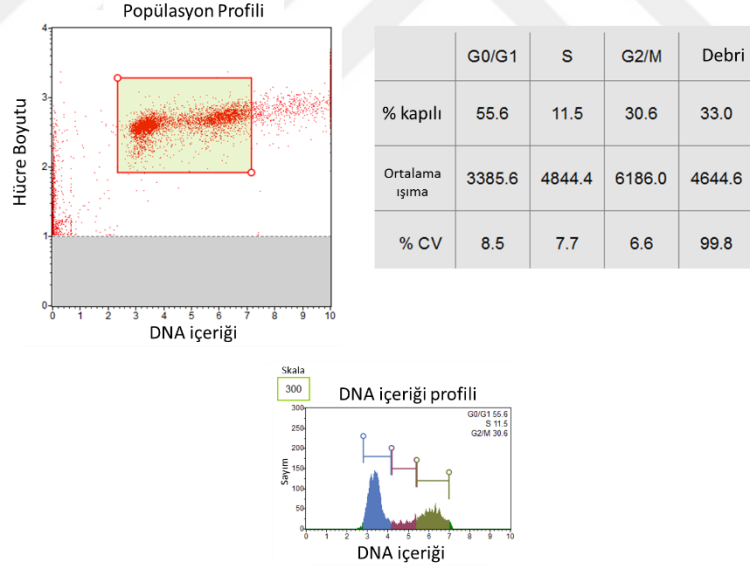 Popülasyon Profili
4
3
2
1
0
Hücre Boyutu
0 1 2 3 4 5 6 7 8 9 10
DNA içeriği
G0/G1 S G2/M Debri
% kapılı 55.6 11.5 30.6 33.0
Ortalama
ışıma 3385.6 4844.4 6186.0 4644.6
% CV 8.5 7.7 6.6 99.8
Skala
300
DNA içeriği profili
G0/G1 55.6
S 11.5
G2/M 30.6
300
250
200
150
100
50
0
Sayım
0 1 2 3 4 5 6 7 8 9 10
DNA içeriği